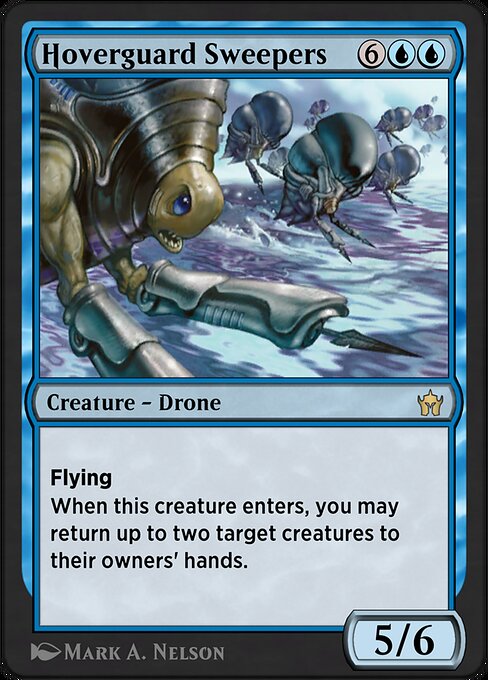 Hoverguard Sweepers 6
Creature – Drone
Flying
When this creature enters, you may
return up to two target creatures to
their owners' hands.
5/6
Mark A. Nelson